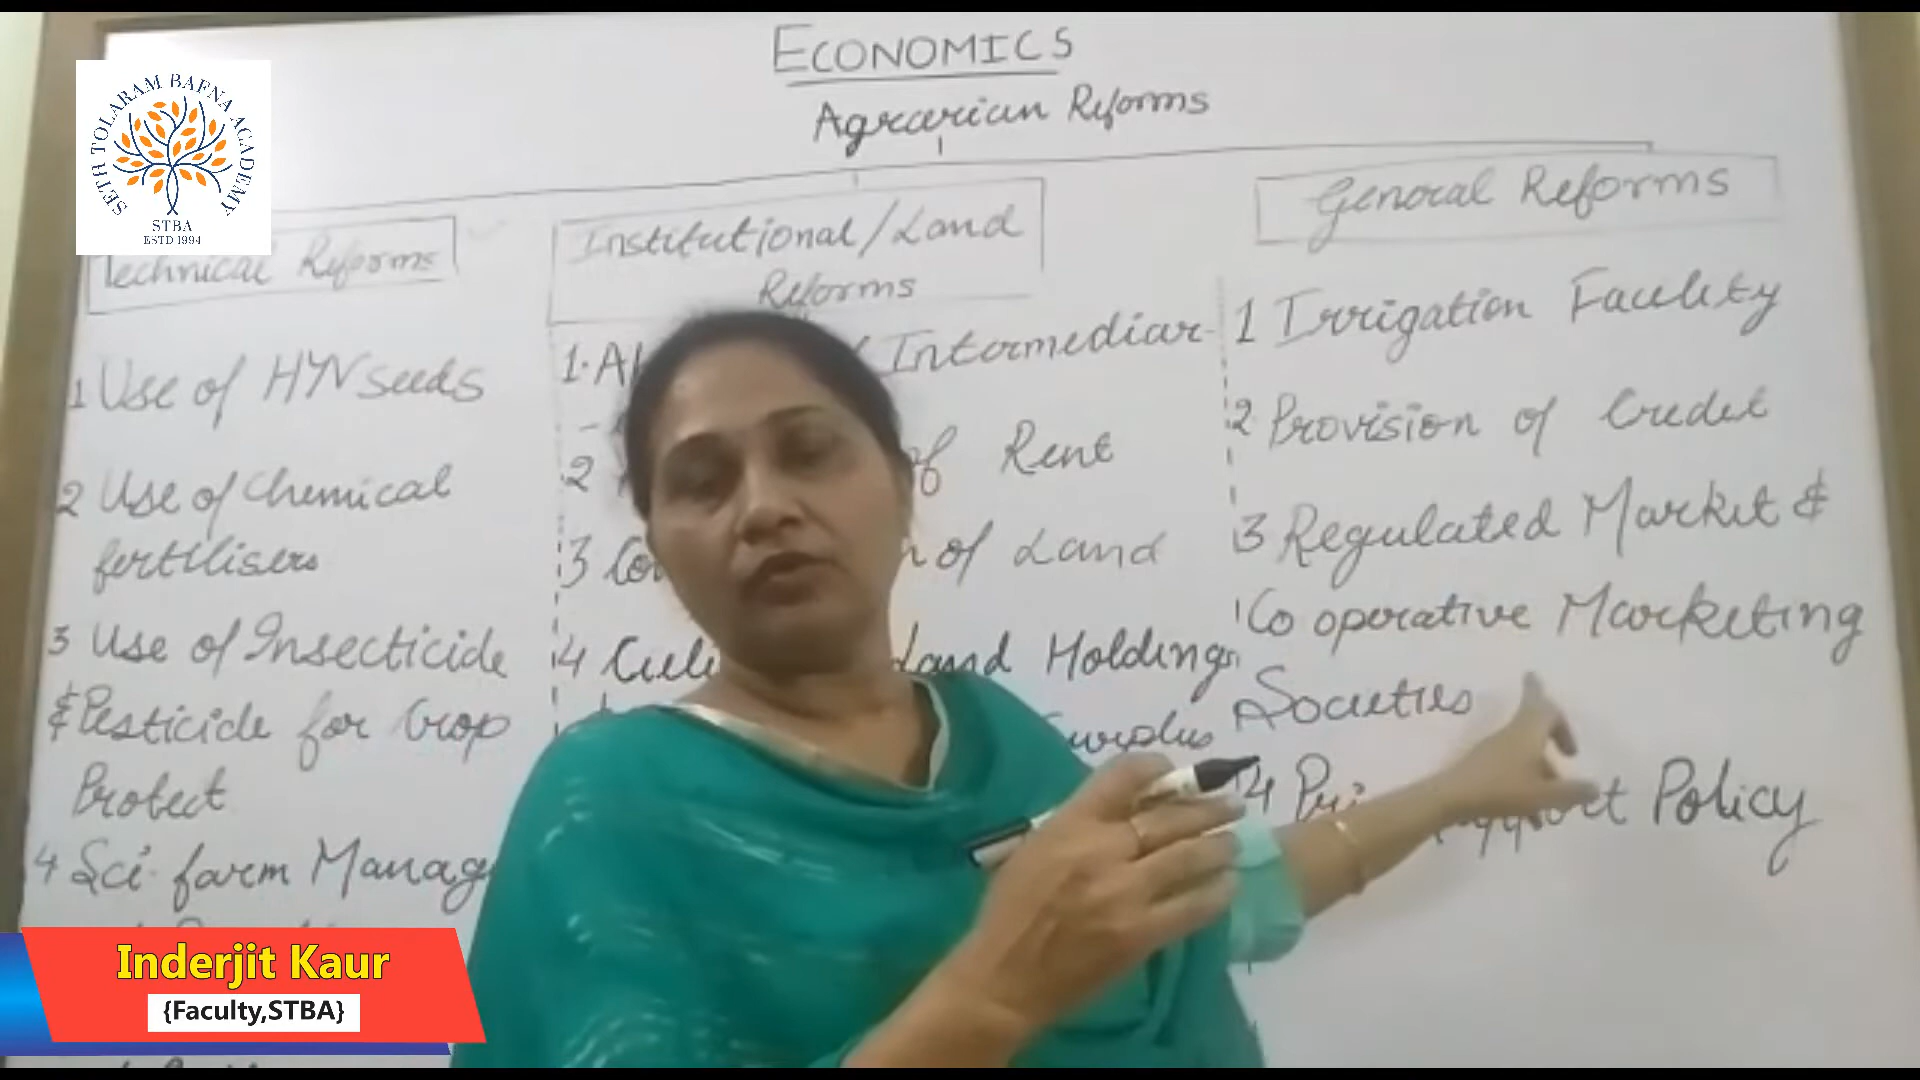 ECONOMICS
Agrarian Reforms
SETH TOLARAM BAFNA ACADEMY
STBA
ESTD 1994
Technical Reforms
1 Use of HYV seeds
2 Use of Chemical
fertilisers
3 Use of Insecticide
& Pesticide for Crop
Protect
4 Sci. farm Manag
Institutional/Land
Reforms
1. Intermediar-
2 of Rent
3 of Land
4 Land Holdings
Surplus
General Reforms
1 Irrigation Faculity
2 Provision of Credit
3 Regulated Market &
Co operative Marketing
Societies
4 Policy
Inderjit Kaur
{Faculty,STBA}